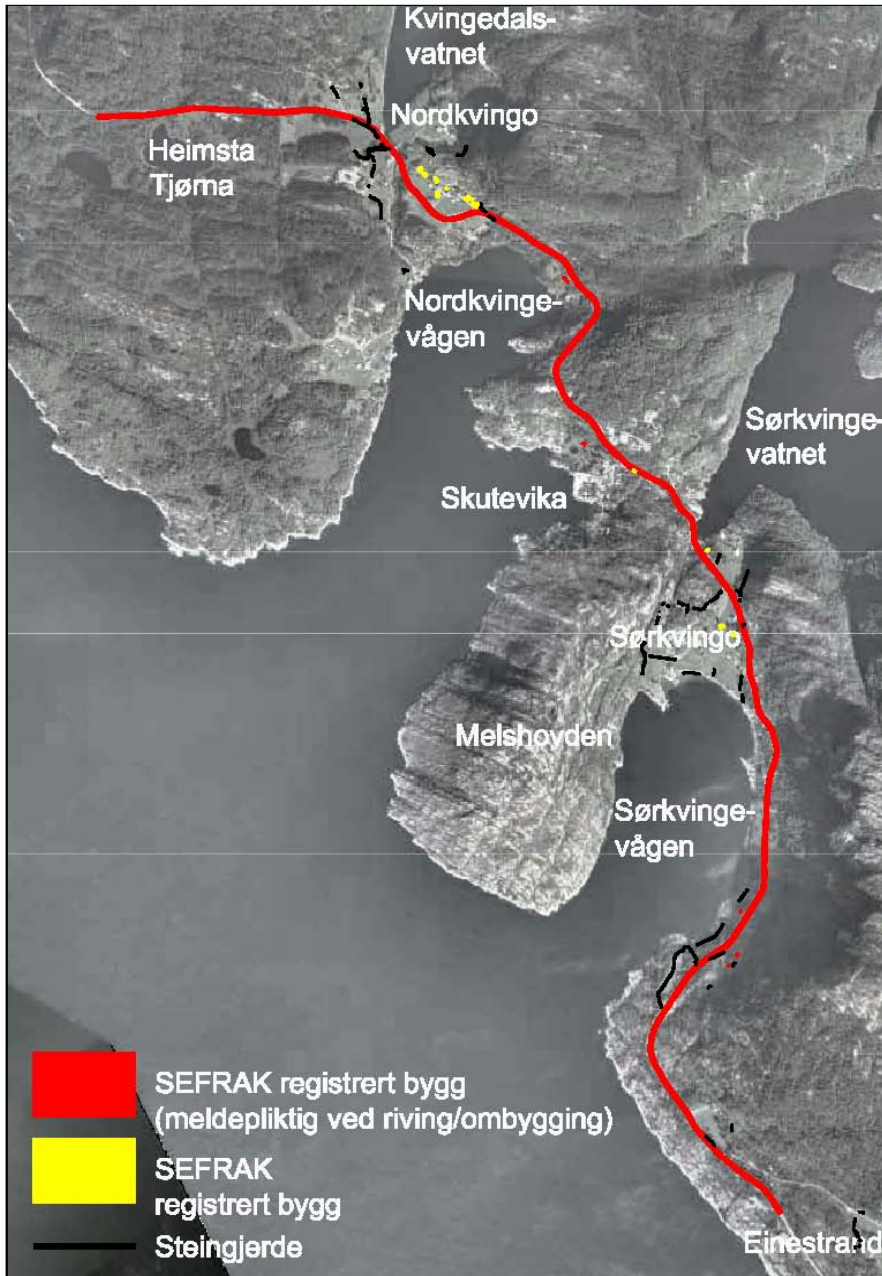 Kvingedals-
vatnet
Nordkvingo
Heimsta
Tjørna
Nordkvinge-
vågen
Sørkvinge-
vatnet
Skutevika
Sørkvingo
Melshovden
Sørkvinge-
vågen
SEFRAK registrert bygg
(meldepliktig ved riving/ombygging)
SEFRAK
registrert bygg
Steingjerde
Einestrand